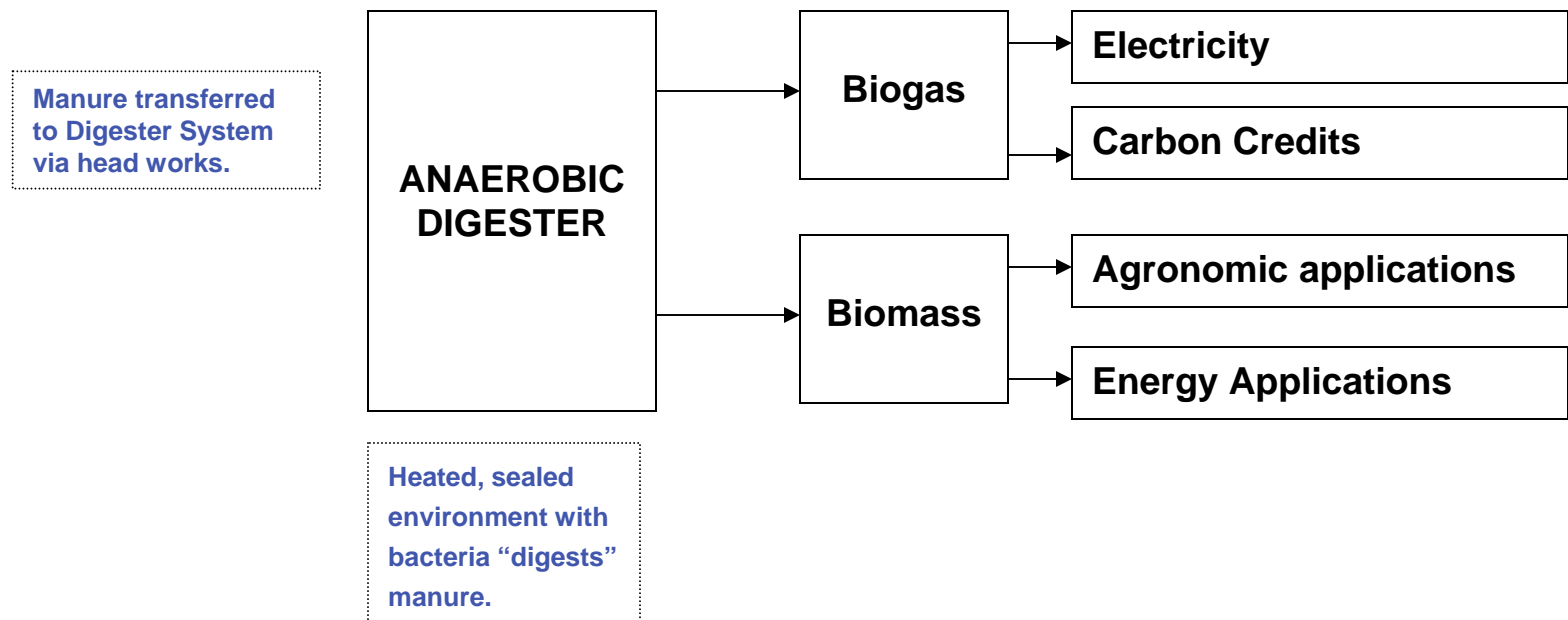 Manure transferred
to Digester System
via head works.
ANAEROBIC
DIGESTER
Heated, sealed
environment with
bacteria “digests”
manure.
Biogas
Electricity
Carbon Credits
Biomass
Agronomic applications
Energy Applications